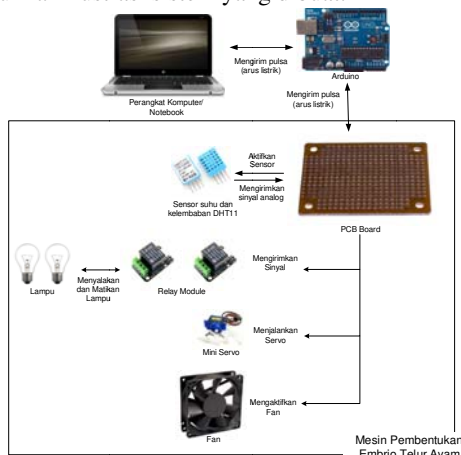 Mengirim pulsa
(arus listrik)
Arduino
Perangkat Komputer/
Notebook
Mengirim pulsa
(arus listrik)
Aktifkan
Sensor
Mengirimkan
sinyal analog
Sensor suhu dan
kelembaban DHT11
PCB Board
Mengirimkan
Sinyal
Lampu
Menyalakan
dan Matikan
Lampu
Relay Module
Menjalankan
Servo
Mini Servo
Mengaktifkan
Fan
Fan
Mesin Pembentukan
Embrio Telur Ayam